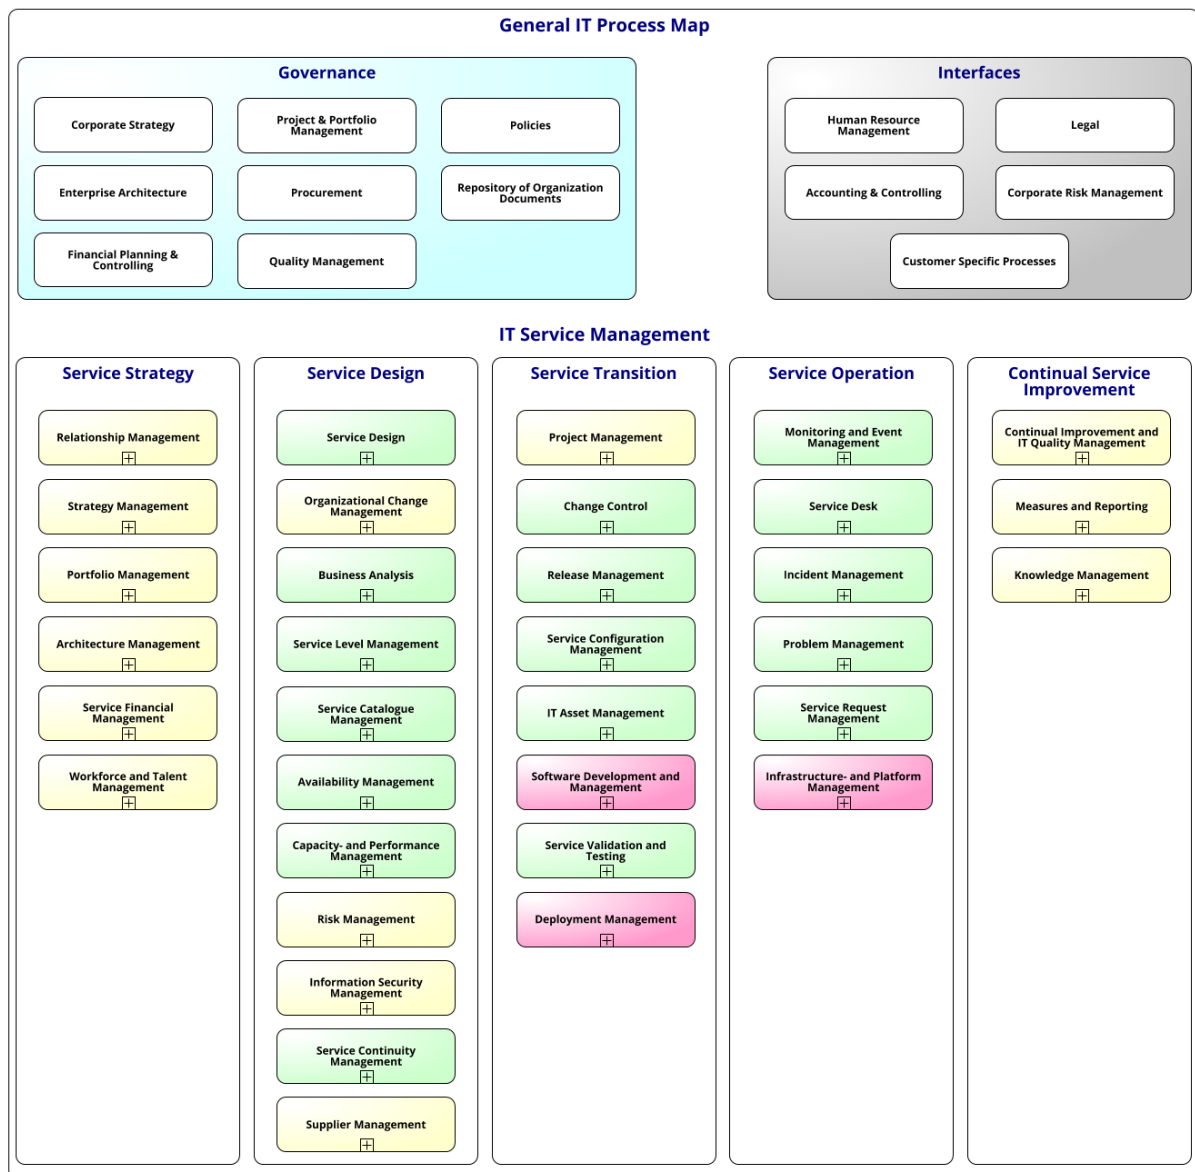 General IT Process Map
Governance
Corporate Strategy
Project & Portfolio
Management
Policies
Enterprise Architecture
Procurement
Repository of Organization
Documents
Financial Planning &
Controlling
Quality Management
Interfaces
Human Resource
Management
Legal
Accounting & Controlling
Corporate Risk Management
Customer Specific Processes
IT Service Management
Service Strategy
Relationship Management
Strategy Management
Portfolio Management
Architecture Management
Service Financial
Management
Workforce and Talent
Management
Service Design
Service Design
Organizational Change
Management
Business Analysis
Service Level Management
Service Catalogue
Management
Availability Management
Capacity- and Performance
Management
Risk Management
Information Security
Management
Service Continuity
Management
Supplier Management
Service Transition
Project Management
Change Control
Release Management
Service Configuration
Management
IT Asset Management
Software Development and
Management
Service Validation and
Testing
Deployment Management
Service Operation
Monitoring and Event
Management
Service Desk
Incident Management
Problem Management
Service Request
Management
Infrastructure- and Platform
Management
Continual Service
Improvement
Continual Improvement and
IT Quality Management
Measures and Reporting
Knowledge Management